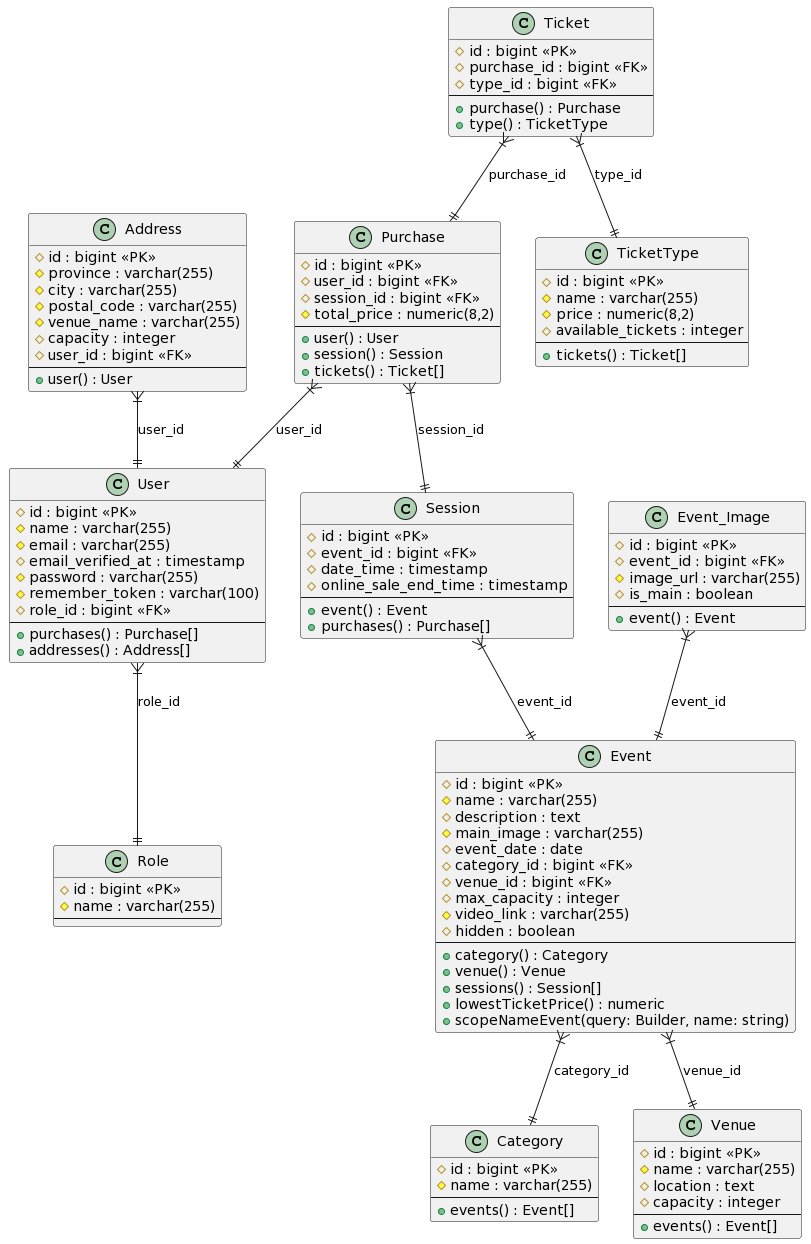 C Ticket
id : bigint «PK»
purchase_id : bigint «FK»
type_id : bigint «FK»
purchase() : Purchase
type() : TicketType
purchase_id
type_id
C Address
id : bigint «PK»
province : varchar(255)
city : varchar(255)
postal_code : varchar(255)
venue_name : varchar(255)
capacity : integer
user_id : bigint «FK»
user() : User
C Purchase
id : bigint «PK»
user_id : bigint «FK»
session_id : bigint «FK»
total_price : numeric(8,2)
user() : User
session() : Session
tickets() : Ticket[]
C TicketType
id : bigint «PK»
name : varchar(255)
price : numeric(8,2)
available_tickets : integer
tickets() : Ticket[]
user_id
user_id
session_id
C User
id : bigint «PK»
name : varchar(255)
email : varchar(255)
email_verified_at : timestamp
password : varchar(255)
remember_token : varchar(100)
role_id : bigint «FK»
purchases() : Purchase[]
addresses() : Address[]
C Session
id : bigint «PK»
event_id : bigint «FK»
date_time : timestamp
online_sale_end_time : timestamp
event() : Event
purchases() : Purchase[]
C Event_Image
id : bigint «PK»
event_id : bigint «FK»
image_url : varchar(255)
is_main : boolean
event() : Event
role_id
event_id
event_id
C Role
id : bigint «PK»
name : varchar(255)
C Event
id : bigint «PK»
name : varchar(255)
description : text
main_image : varchar(255)
event_date : date
category_id : bigint «FK»
venue_id : bigint «FK»
max_capacity : integer
video_link : varchar(255)
hidden : boolean
category() : Category
venue() : Venue
sessions() : Session[]
lowestTicketPrice() : numeric
scopeNameEvent(query: Builder, name: string)
category_id
venue_id
C Category
id : bigint «PK»
name : varchar(255)
events() : Event[]
C Venue
id : bigint «PK»
name : varchar(255)
location : text
capacity : integer
events() : Event[]